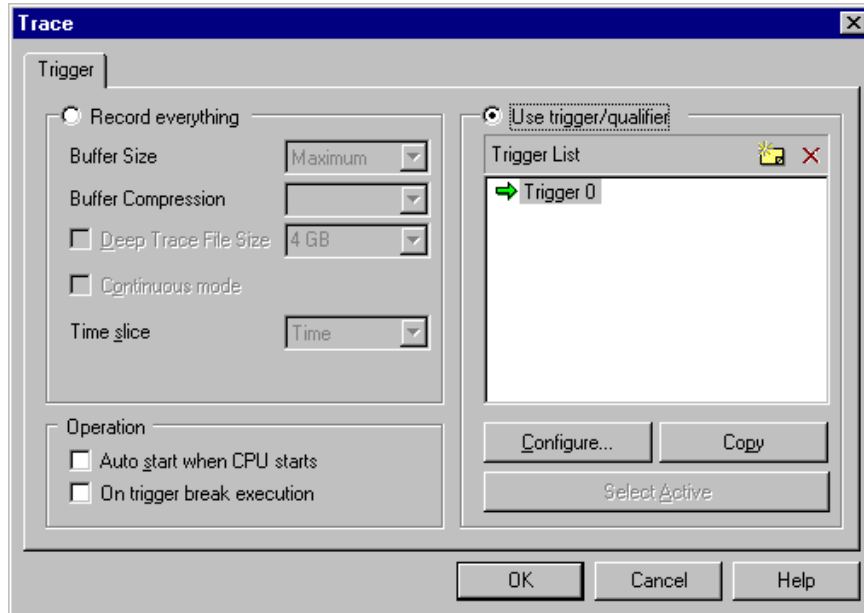 Trace
Trigger
Record everything
Buffer Size
Maximum
Buffer Compression
Deep Trace File Size
4 GB
Continuous mode
Time slice
Time
Operation
Auto start when CPU starts
On trigger break execution
Use trigger/qualifier
Trigger List
Trigger 0
Configure...
Copy
Select Active
OK
Cancel
Help